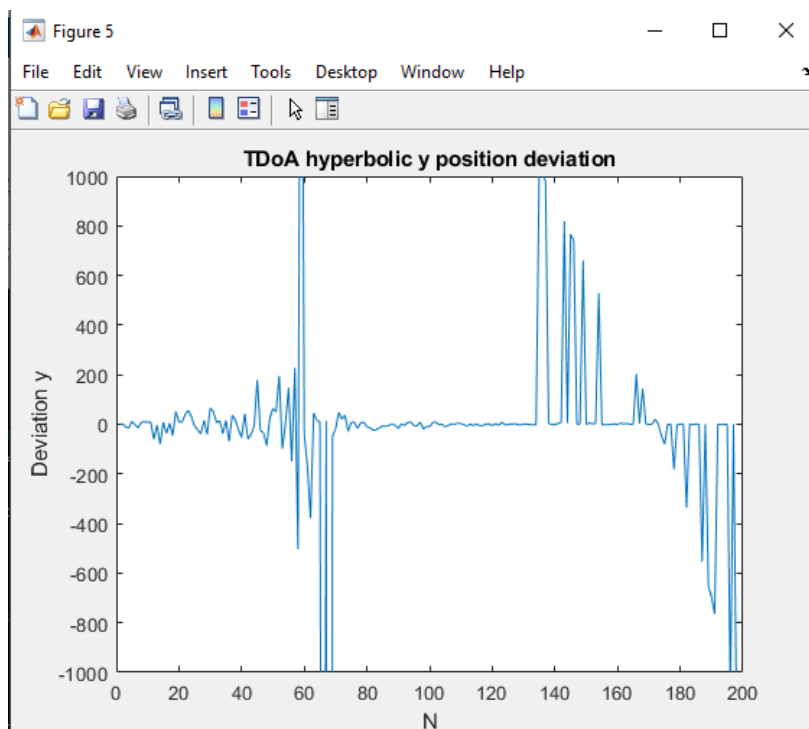 Figure 5
File Edit View Insert Tools Desktop Window Help
TDoA hyperbolic y position deviation
1000
800
600
400
200
0
-200
-400
-600
-800
-1000
Deviation y
0 20 40 60 80 100 120 140 160 180 200
N